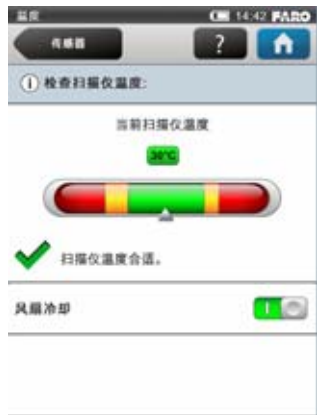 温度 14:42 FARO
传感器 ?
i 检查扫描仪温度:
当前扫描仪温度
30°C
扫描仪温度合适。
风扇冷却